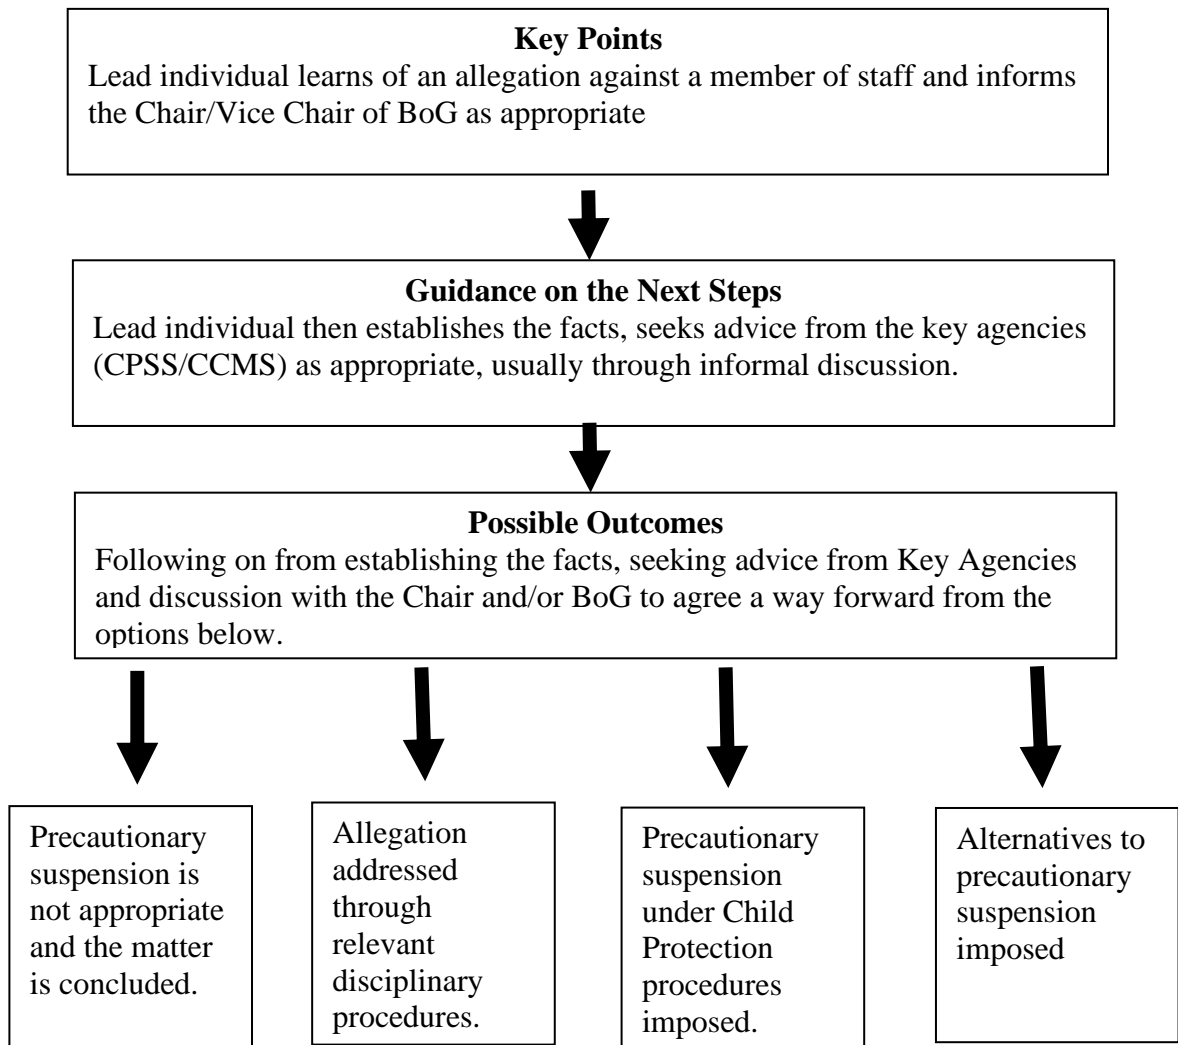 Key Points
Lead individual learns of an allegation against a member of staff and informs
the Chair/Vice Chair of BoG as appropriate
Guidance on the Next Steps
Lead individual then establishes the facts, seeks advice from the key agencies
(CPSS/CCMS) as appropriate, usually through informal discussion.
Possible Outcomes
Following on from establishing the facts, seeking advice from Key Agencies
and discussion with the Chair and/or BoG to agree a way forward from the
options below.
Precautionary
suspension is
not appropriate
and the matter
is concluded.
Allegation
addressed
through
relevant
disciplinary
procedures.
Precautionary
suspension
under Child
Protection
procedures
imposed.
Alternatives to
precautionary
suspension
imposed